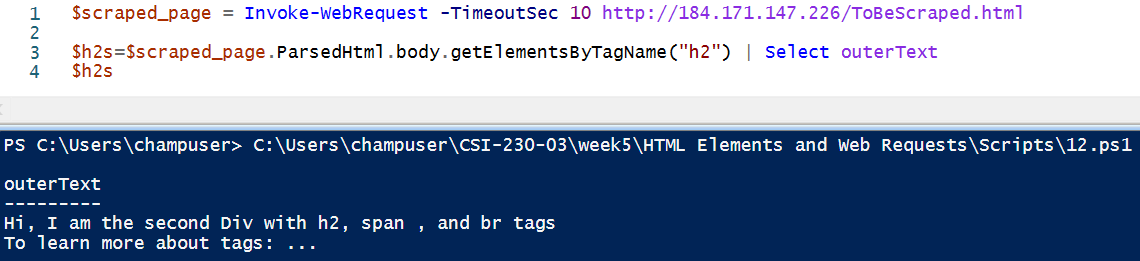 1 $scraped_page = Invoke-WebRequest -TimeoutSec 10 http://184.171.147.226/ToBeScraped.html
2
3 $h2s=$scraped_page.ParsedHtml.body.getElementsByTagName("h2") | Select outerText
4 $h2s
PS C:\Users\champuser> C:\Users\champuser\CSI-230-03\week5\HTML Elements and Web Requests\Scripts\12.ps1
outerText
---------
Hi, I am the second Div with h2, span , and br tags
To learn more about tags: ...